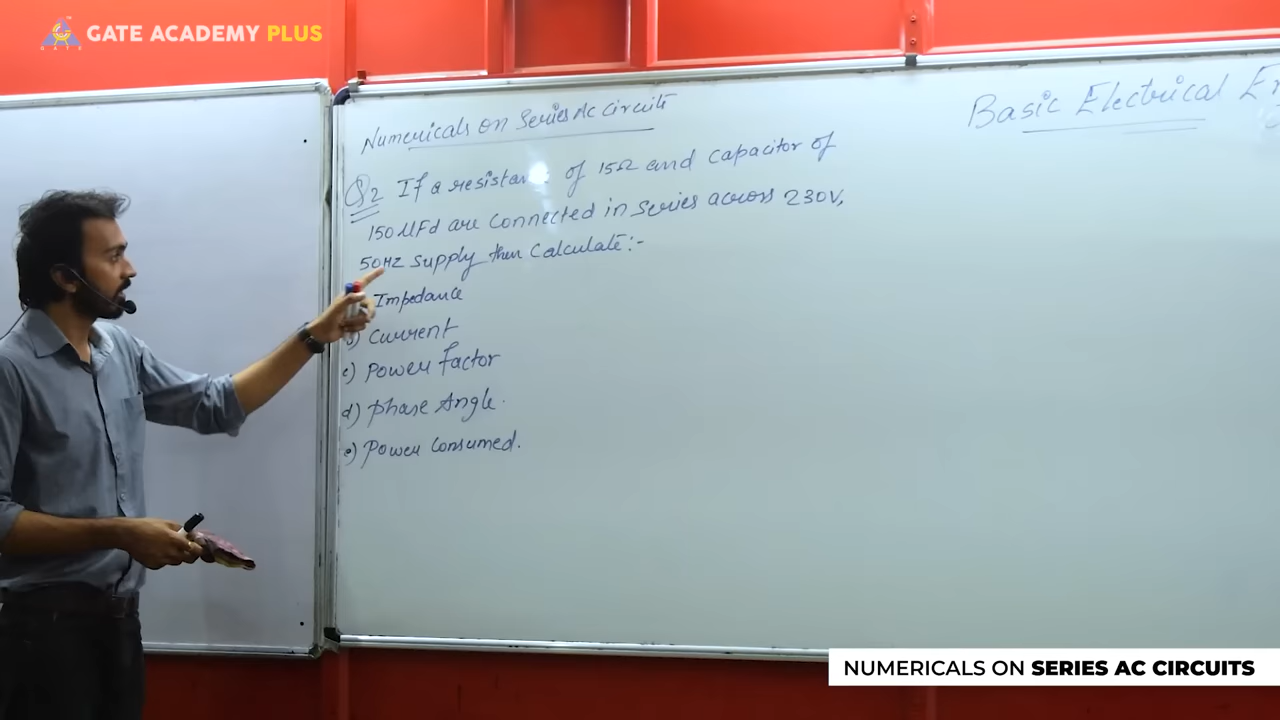 GATE ACADEMY PLUS
GATE
Numericals on Series Ac Circuits
Basic Electrical
Q2 If a resistance of 15Ω and capacitor of
150 μFd are connected in series across 230V,
50HZ supply then calculate:-
Impedance
b) Current
c) Power factor
d) Phase Angle.
e) Power Consumed.
NUMERICALS ON SERIES AC CIRCUITS